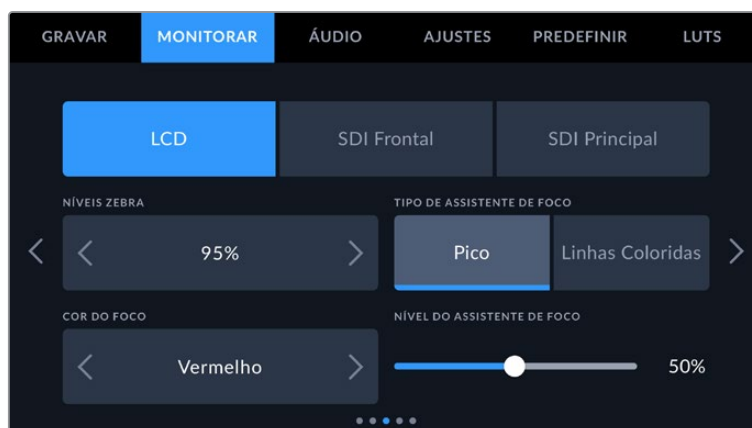 GRAVAR MONITORAR ÁUDIO AJUSTES PREDEFINIR LUTS
LCD SDI Frontal SDI Principal
NÍVEIS ZEBRA TIPO DE ASSISTENTE DE FOCO
95% Pico Linhas Coloridas
COR DO FOCO NÍVEL DO ASSISTENTE DE FOCO
Vermelho 50%